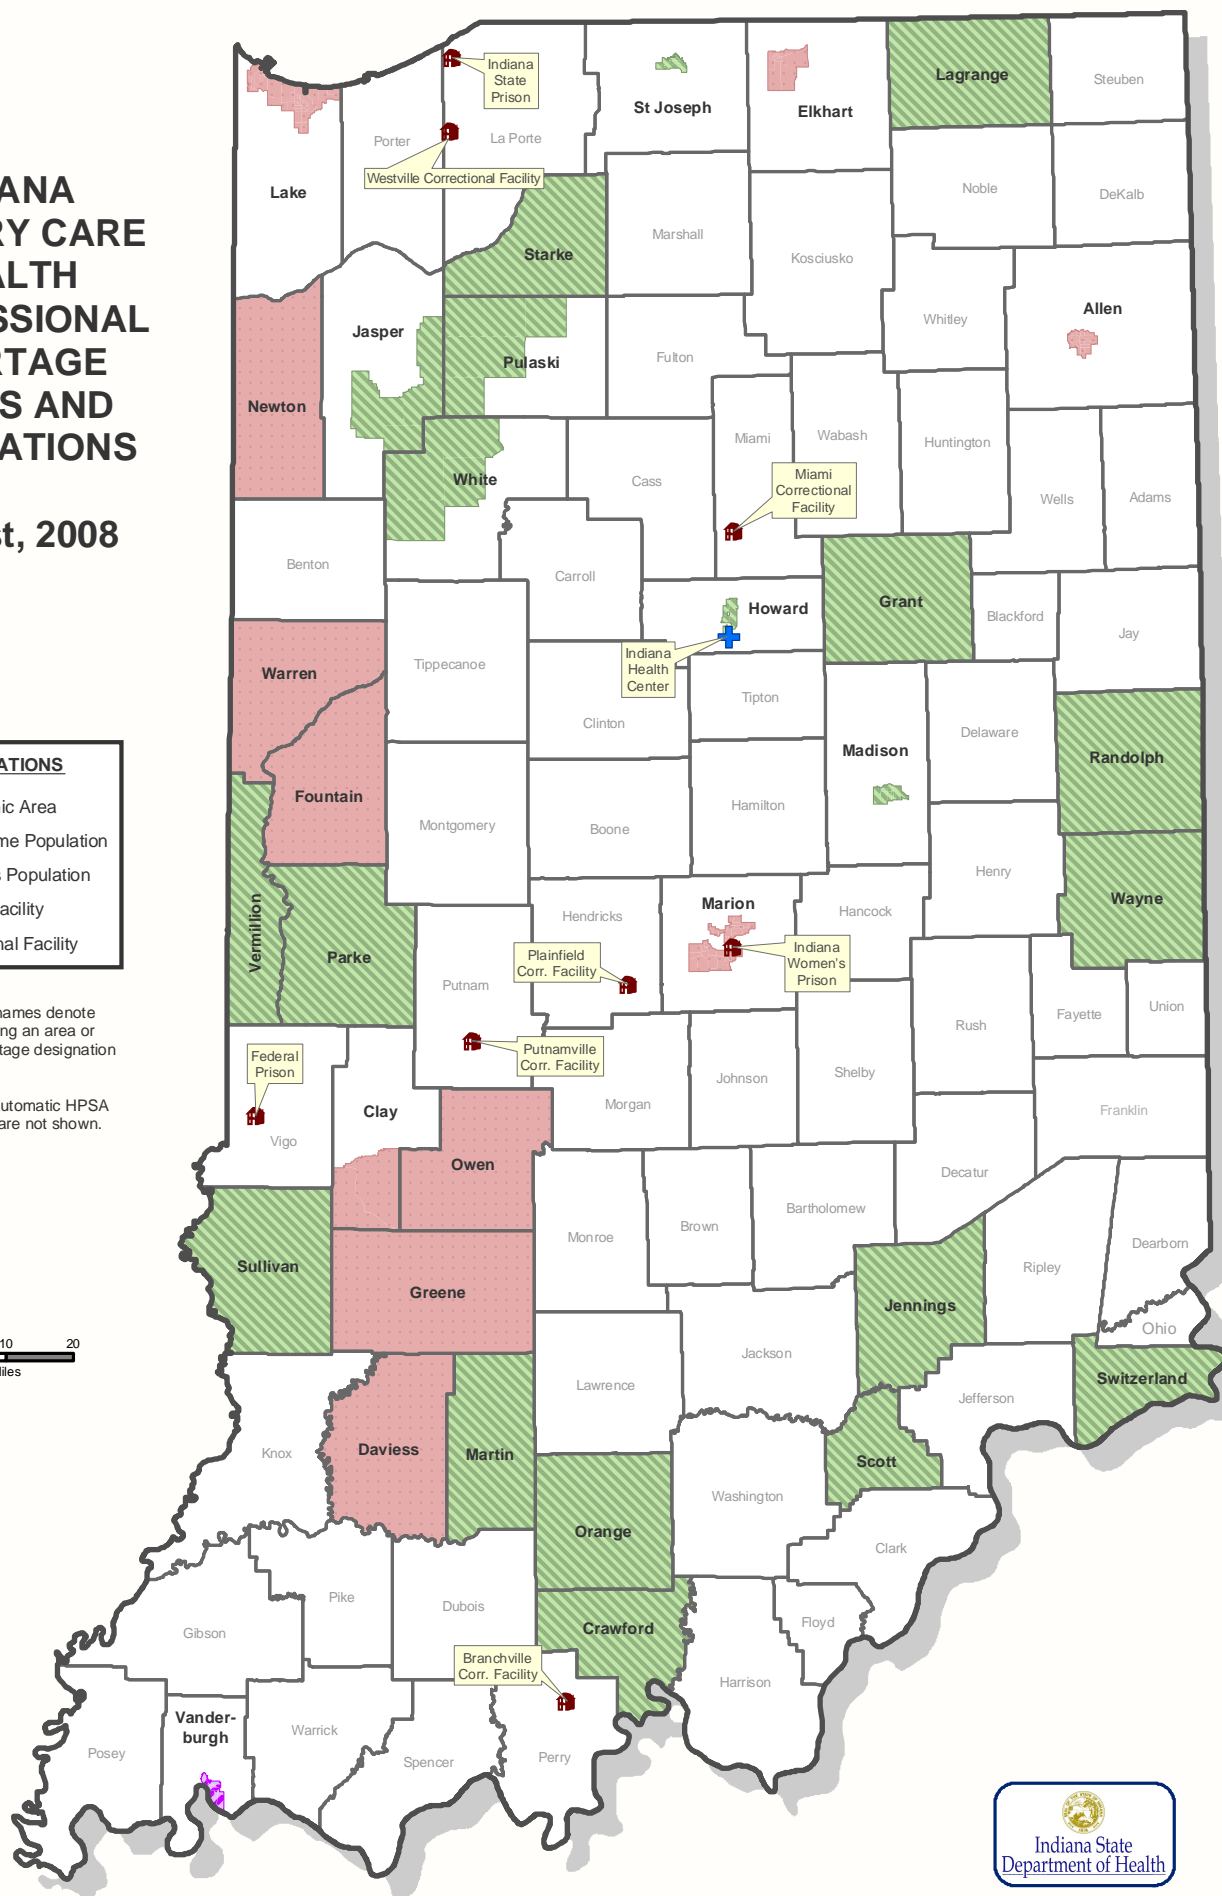 ANA
RY CARE
ALTH
SSIONAL
RTAGE
S AND
ATIONS
st, 2008
ATIONS
ic Area
me Population
s Population
acility
nal Facility
names denote
ng an area or
tage designation
utomatic HPSA
are not shown.
10 20
Miles
Indiana
State
Prison
St Joseph
Elkhart
Lagrange
Steuben
Porter
La Porte
Westville Correctional Facility
Lake
Noble
DeKalb
Marshall
Starke
Kosciusko
Jasper
Pulaski
Fulton
Whitley
Allen
Newton
White
Cass
Miami
Wabash
Huntington
Miami
Correctional
Facility
Wells
Adams
Benton
Carroll
Howard
Grant
Blackford
Jay
Indiana
Health
Center
Warren
Tippecanoe
Clinton
Tipton
Fountain
Madison
Delaware
Randolph
Montgomery
Boone
Hamilton
Henry
Wayne
Vermillion
Parke
Hendricks
Marion
Hancock
Plainfield
Corr. Facility
Indiana
Women's
Prison
Putnam
Rush
Fayette
Union
Federal
Prison
Putnamville
Corr. Facility
Johnson
Shelby
Vigo
Clay
Morgan
Franklin
Owen
Decatur
Monroe
Brown
Bartholomew
Dearborn
Sullivan
Greene
Ripley
Jennings
Ohio
Lawrence
Jackson
Switzerland
Jefferson
Knox
Daviess
Martin
Scott
Washington
Orange
Clark
Pike
Dubois
Crawford
Floyd
Gibson
Branchville
Corr. Facility
Harrison
Posey
Vander-
burgh
Warrick
Spencer
Perry
Indiana State
Department of Health